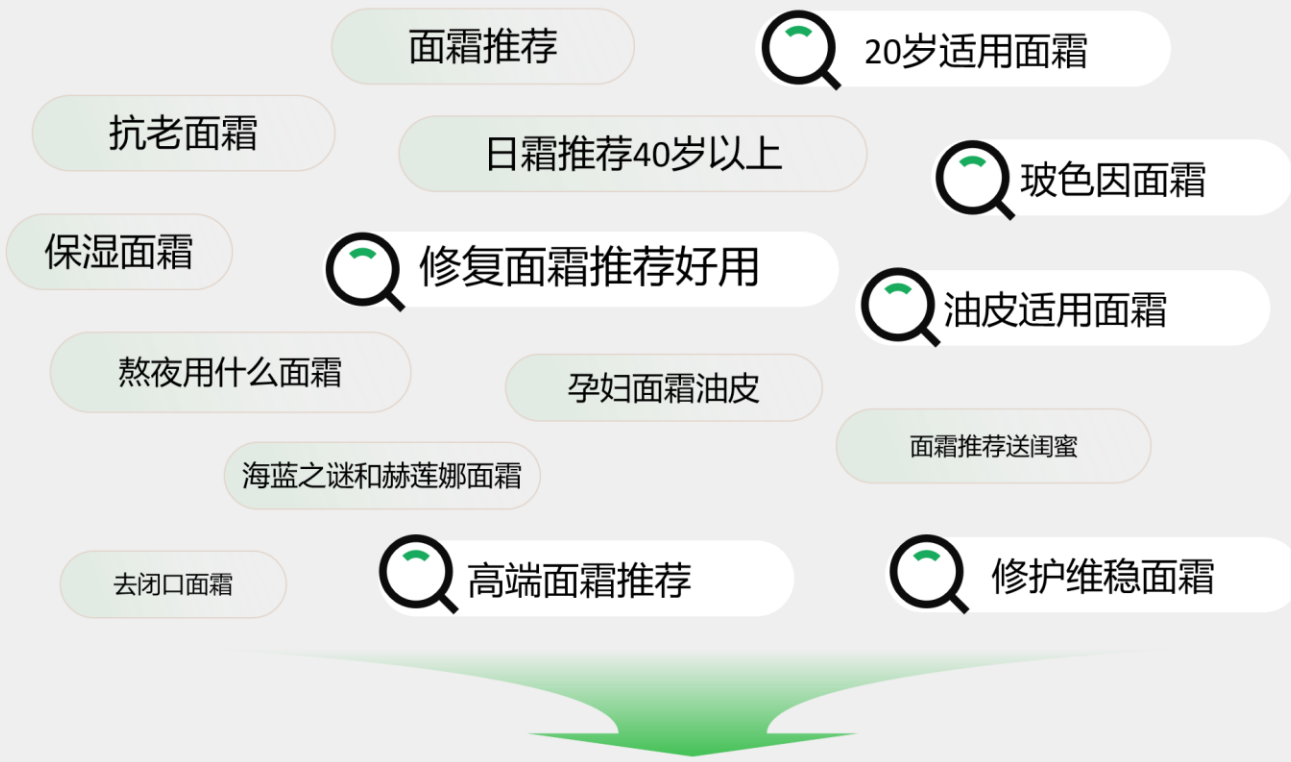 面霜推荐
20岁适用面霜
抗老面霜
日霜推荐40岁以上
玻色因面霜
保湿面霜
修复面霜推荐好用
油皮适用面霜
熬夜用什么面霜
孕妇面霜油皮
面霜推荐送闺蜜
海蓝之谜和赫莲娜面霜
去闭口面霜
高端面霜推荐
修护维稳面霜